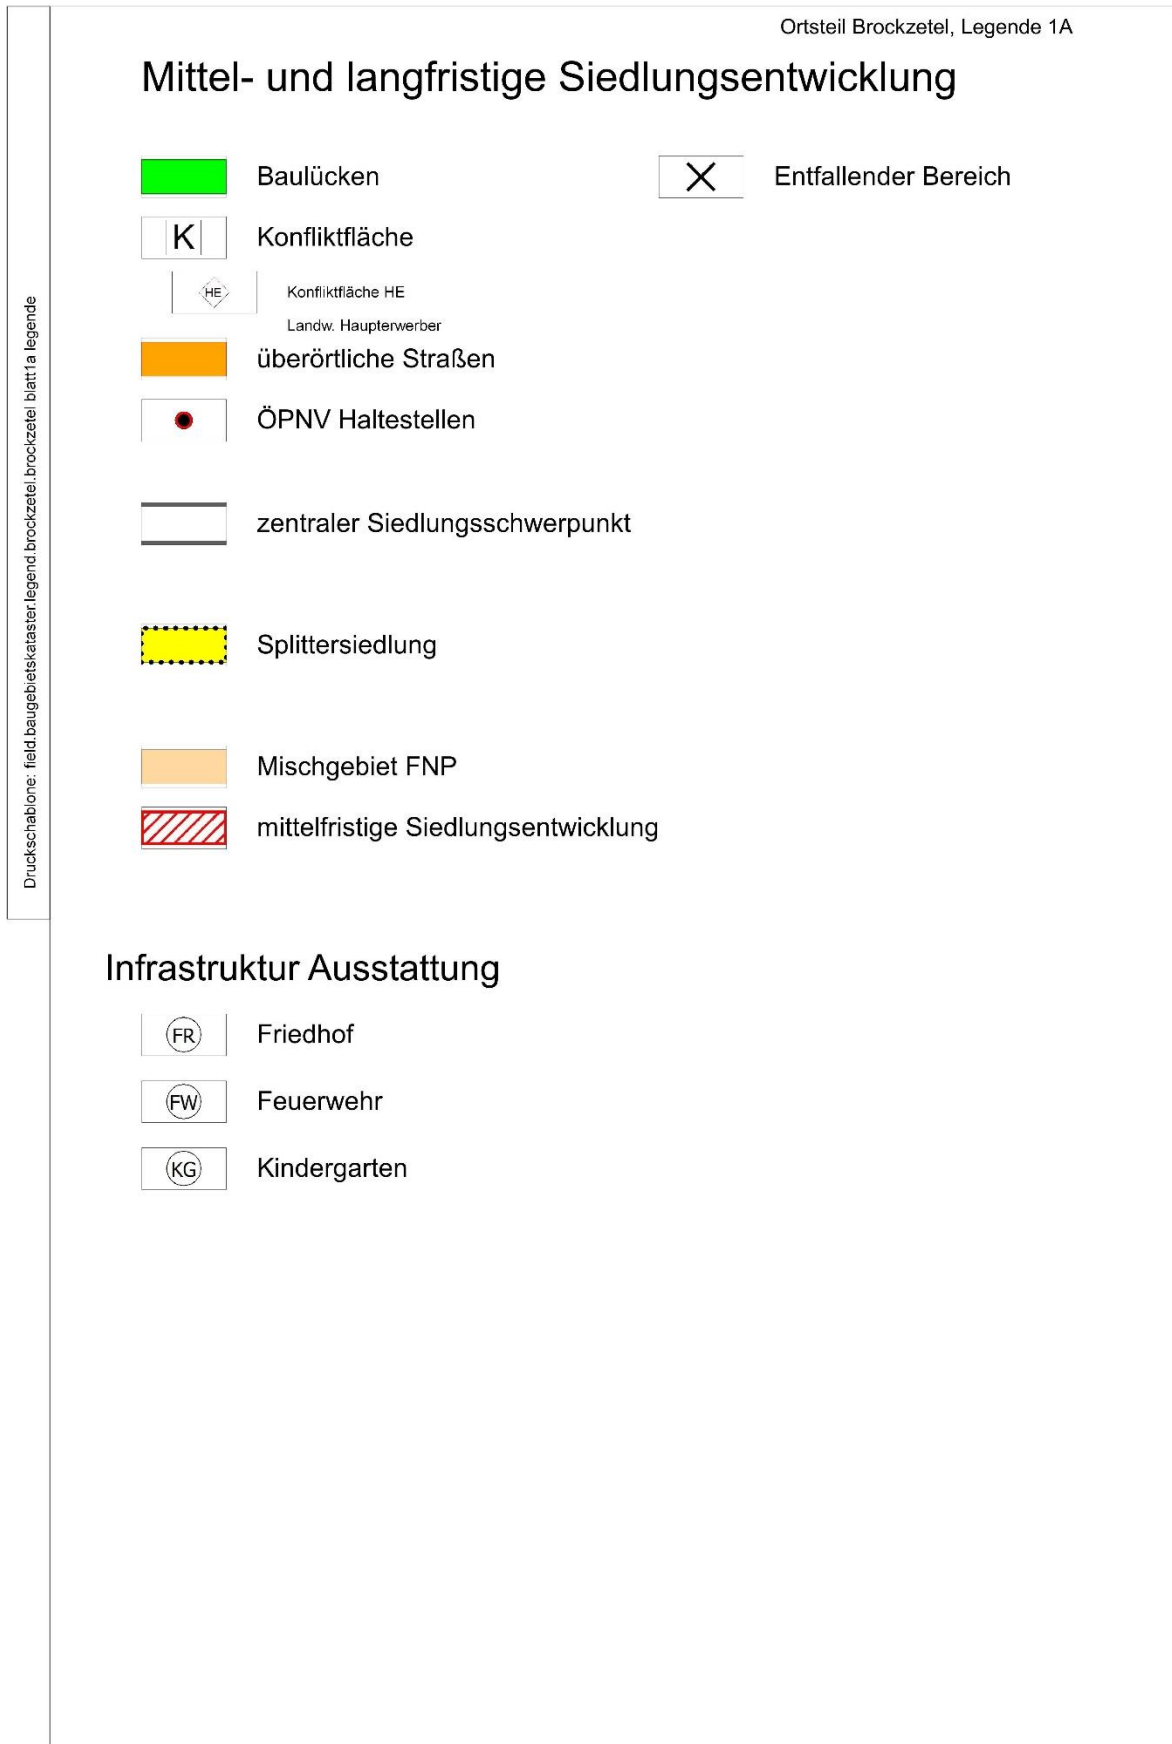 Ortsteil Brockzetel, Legende 1A
Mittel- und langfristige Siedlungsentwicklung
Baulücken
Entfallender Bereich
K
Konfliktfläche
HE
Konfliktfläche HE
Landw. Haupterwerber
überörtliche Straßen
ÖPNV Haltestellen
zentraler Siedlungsschwerpunkt
Splittersiedlung
Mischgebiet FNP
mittelfristige Siedlungsentwicklung
Infrastruktur Ausstattung
FR
Friedhof
FW
Feuerwehr
KG
Kindergarten
Druckschablone: field.baugebietskataster.legend.brockzetel.brockzetel blatt1a legende